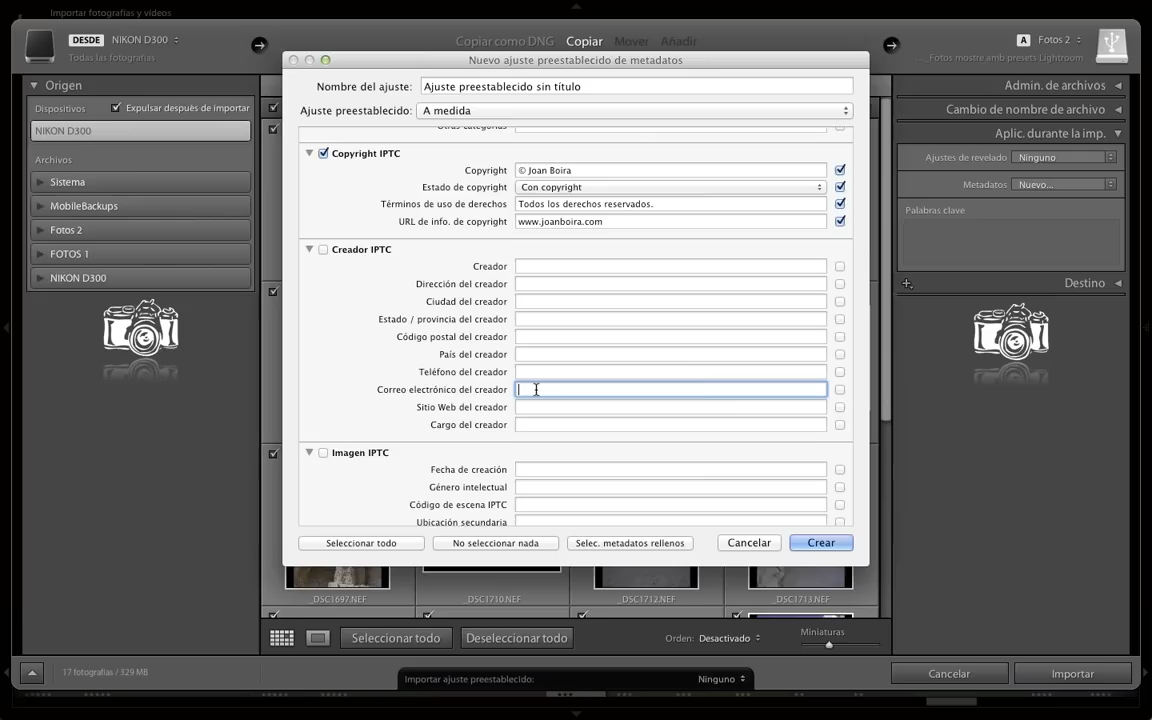 Importar fotografías y vídeos
DESDE NIKON D300
Todas las fotografías
Copiar como DNG Copiar Mover Añadir
A Fotos 2
..._Fotos mostre.amb presets Lightroom
Nuevo ajuste preestablecido de metadatos
Nombre del ajuste: Ajuste preestablecido sin título
Ajuste preestablecido: A medida
Otras categorías
Copyright IPTC
Copyright © Joan Boira
Estado de copyright Con copyright
Términos de uso de derechos Todos los derechos reservados.
URL de info. de copyright www.joanboira.com
Creador IPTC
Creador
Dirección del creador
Ciudad del creador
Estado / provincia del creador
Código postal del creador
País del creador
Teléfono del creador
Correo electrónico del creador
Sitio Web del creador
Cargo del creador
Imagen IPTC
Fecha de creación
Género intelectual
Código de escena IPTC
Ubicación secundaria
Seleccionar todo No seleccionar nada Selec. metadatos rellenos Cancelar Crear
Origen
Dispositivos Expulsar después de importar
NIKON D300
Archivos
Sistema
MobileBackups
Fotos 2
FOTOS 1
NIKON D300
Admin. de archivos
Cambio de nombre de archivo
Aplic. durante la imp.
Ajustes de revelado Ninguno
Metadatos Nuevo...
Palabras clave
Destino
_DSC1697.NEF _DSC1710.NEF _DSC1712.NEF _DSC1713.NEF
Seleccionar todo Deseleccionar todo Orden: Desactivado Miniaturas
17 fotografías / 329 MB
Importar ajuste preestablecido: Ninguno
Cancelar Importar